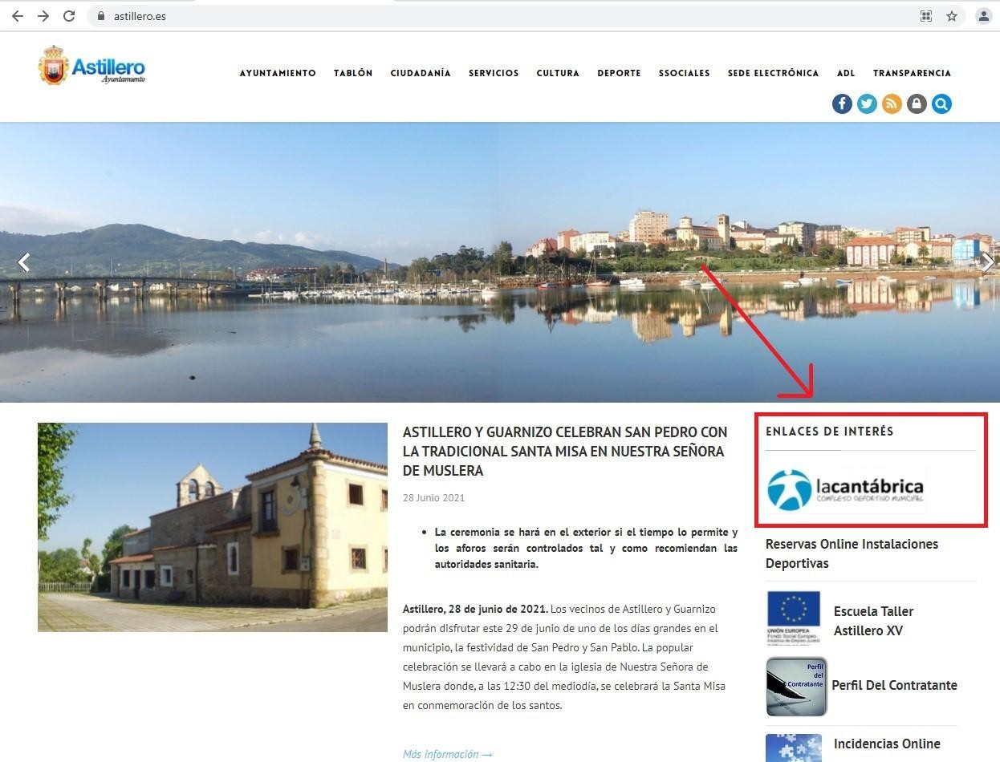 astillero.es
Astillero
Ayuntamiento
AYUNTAMIENTO TABLÓN CIUDADANÍA SERVICIOS CULTURA DEPORTE SSOCIALES SEDE ELECTRÓNICA ADL TRANSPARENCIA
ASTILLERO Y GUARNIZO CELEBRAN SAN PEDRO CON
LA TRADICIONAL SANTA MISA EN NUESTRA SEÑORA
DE MUSLERA
28 Junio 2021
• La ceremonia se hará en el exterior si el tiempo lo permite y
los aforos serán controlados tal y como recomiendan las
autoridades sanitaria.
Astillero, 28 de junio de 2021. Los vecinos de Astillero y Guarnizo
podrán disfrutar este 29 de junio de uno de los días grandes en el
municipio, la festividad de San Pedro y San Pablo. La popular
celebración se llevará a cabo en la iglesia de Nuestra Señora de
Muslera donde, a las 12:30 del mediodía, se celebrará la Santa Misa
en conmemoración de los santos.
Más información →
ENLACES DE INTERÉS
lacantábrica
COMPLEJO DEPORTIVO MUNICIPAL
Reservas Online Instalaciones
Deportivas
UNIÓN EUROPEA
Fondo Social Europeo
Iniciativa de Empleo Juvenil
Escuela Taller
Astillero XV
Perfil
del
Contratante
Perfil Del Contratante
Incidencias Online